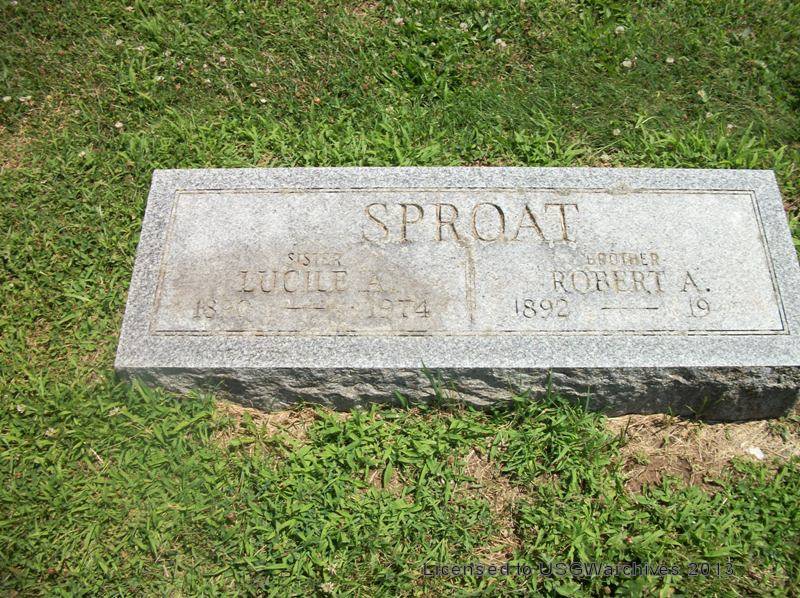 SPROAT
SISTER
LUCILE A.
— 1974
BROTHER
ROBERT A.
1892 — 19
Licensed to USGWarchives 2013